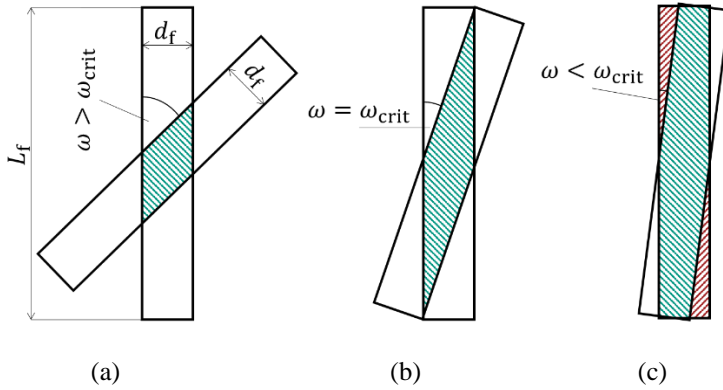 d_f
d_f
ω > ω_crit
L_f
ω = ω_crit
ω < ω_crit
(a)
(b)
(c)